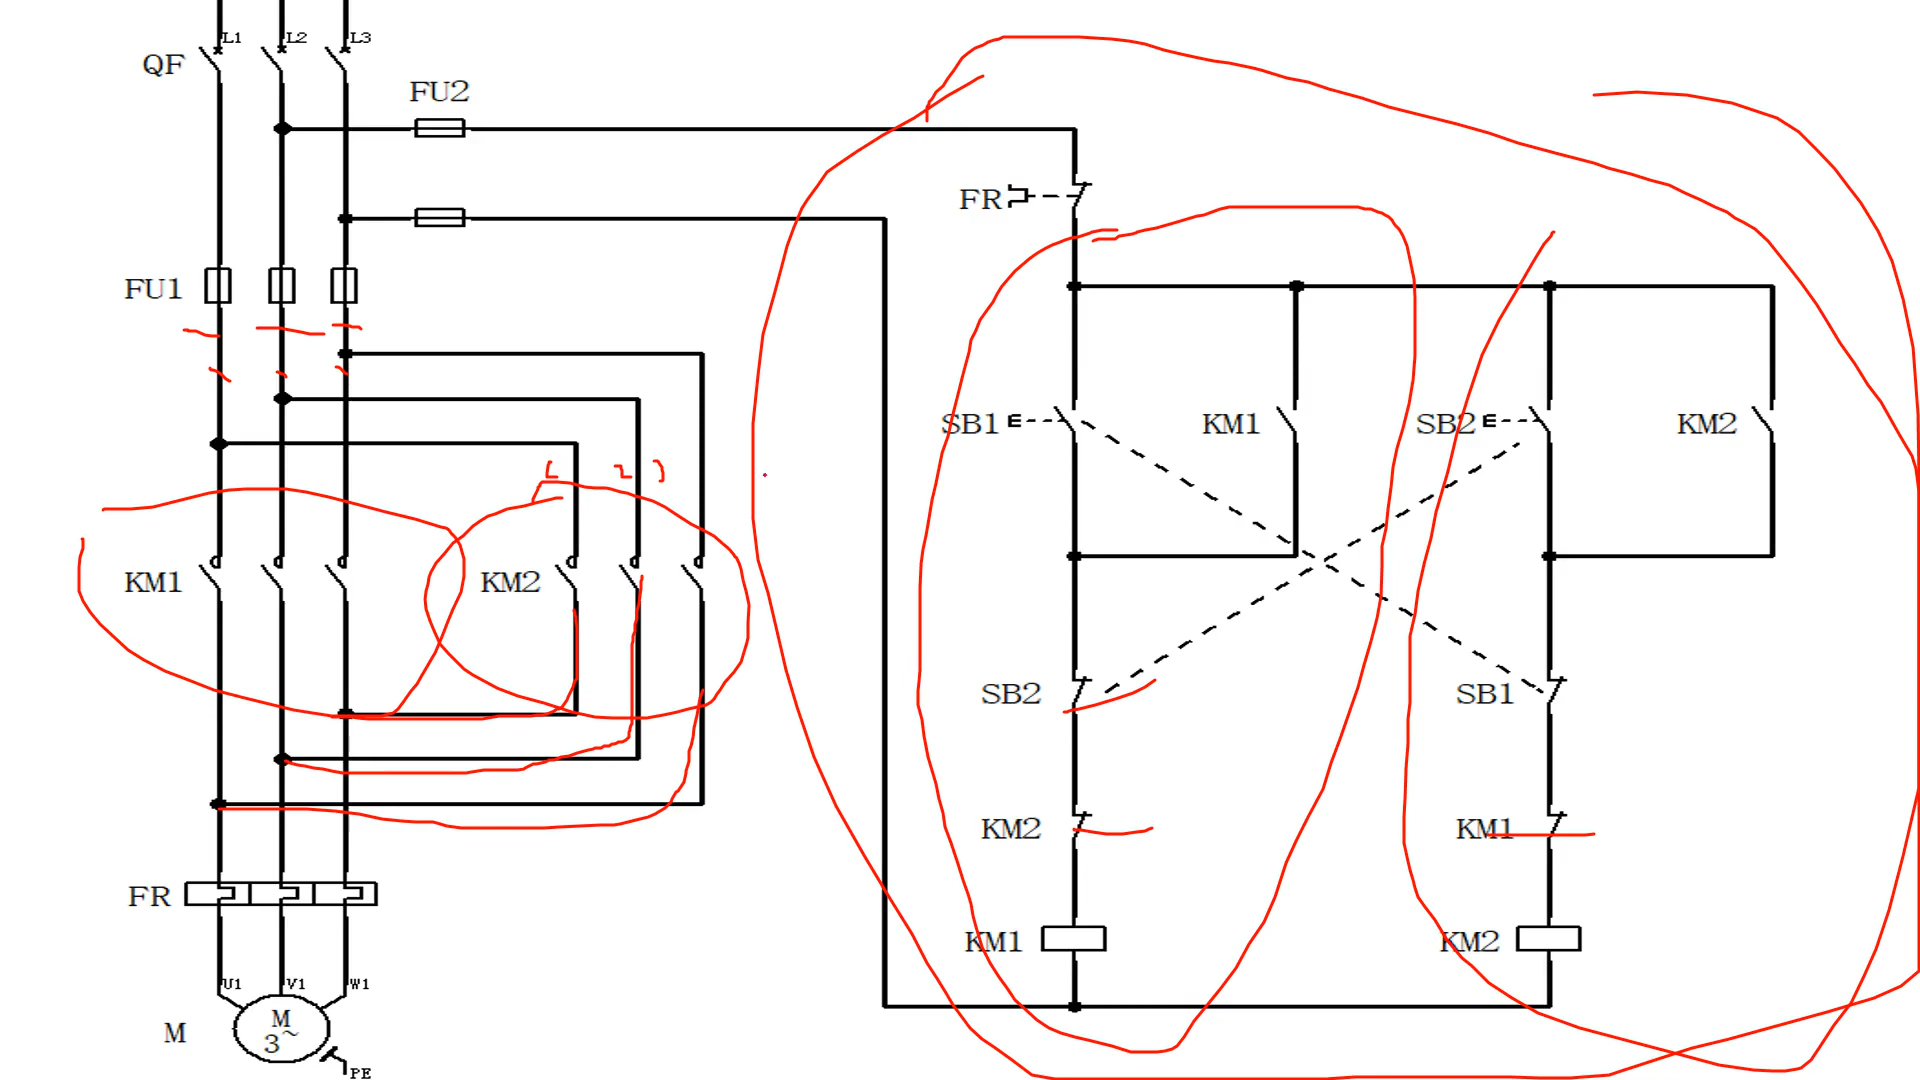 L1 L2 L3
QF
FU2
FR
FU1
SB1 KM1 SB2 KM2
KM1 KM2
SB2 SB1
KM2 KM1
FR
KM1 KM2
U1 V1 W1
M
M
3~
PE